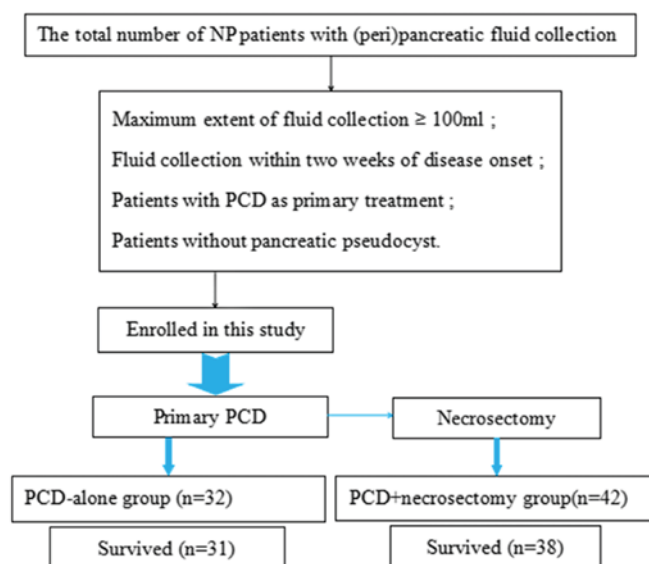 The total number of NP patients with (peri)pancreatic fluid collection
Maximum extent of fluid collection ≥ 100ml ;
Fluid collection within two weeks of disease onset ;
Patients with PCD as primary treatment ;
Patients without pancreatic pseudocyst.
Enrolled in this study
Primary PCD
Necrosectomy
PCD-alone group (n=32)
PCD+necrosectomy group(n=42)
Survived (n=31)
Survived (n=38)